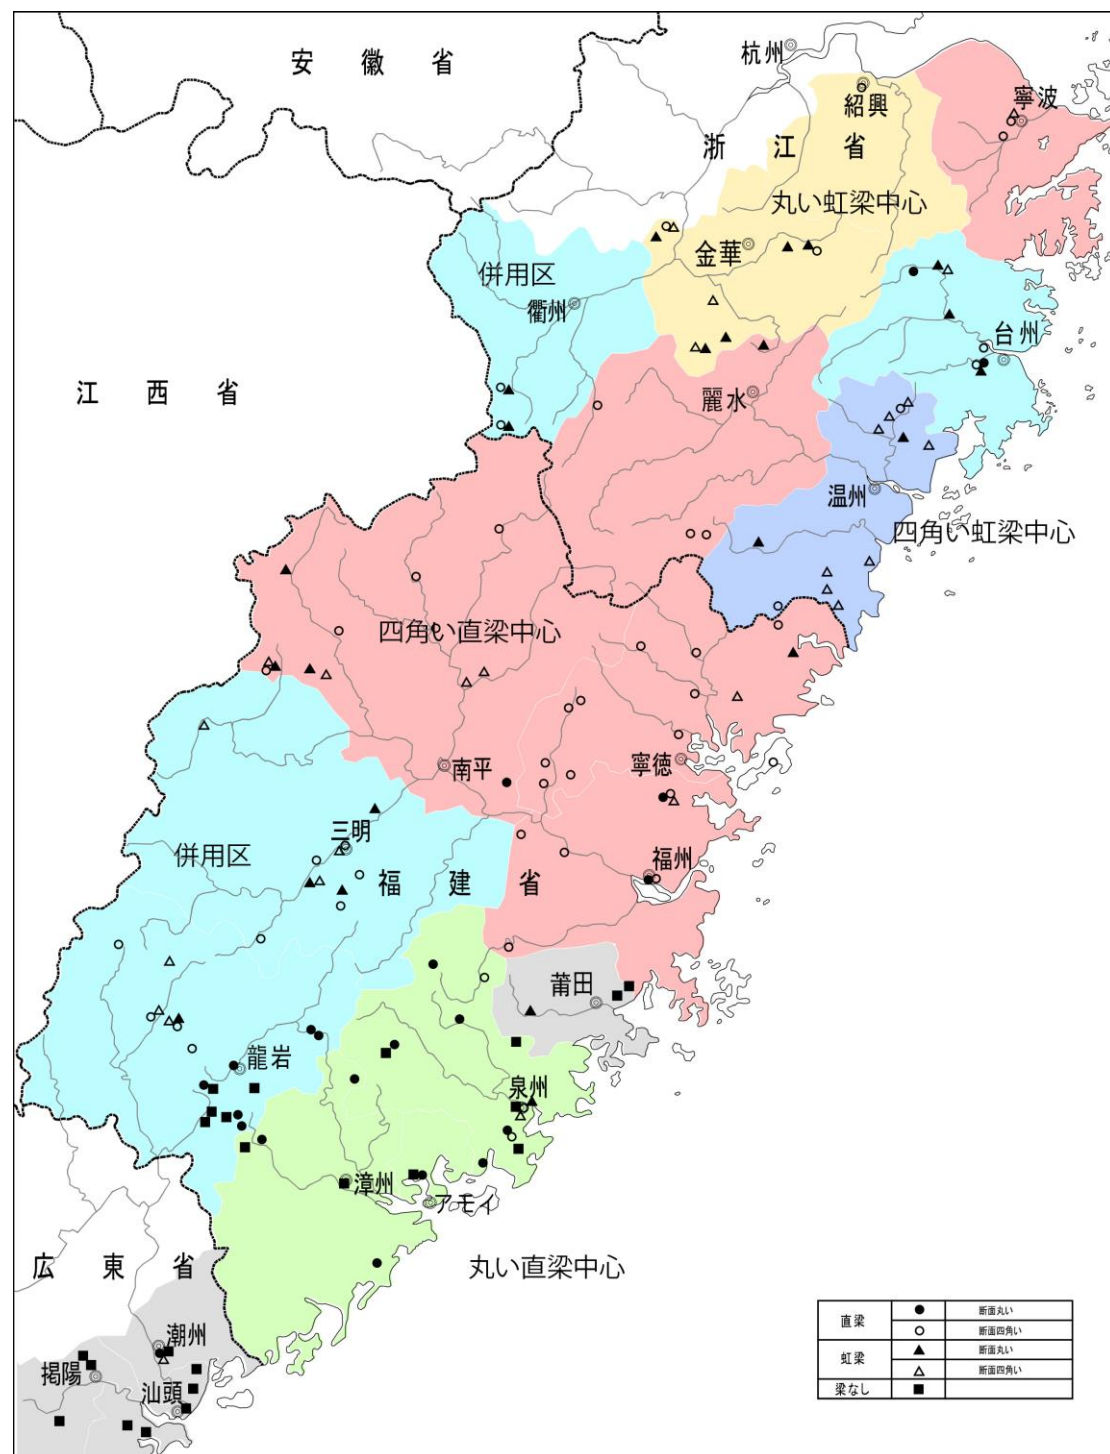 安徽省
杭州
紹興
寧波
浙江省
丸い虹梁中心
金華
併用区
衢州
台州
江西省
麗水
温州
四角い虹梁中心
四角い直梁中心
南平
寧徳
三明
併用区
福州
福建省
莆田
龍岩
泉州
漳州
アモイ
広東省
丸い直梁中心
潮州
掲陽
汕頭
直梁 断面丸い
断面四角い
虹梁 断面丸い
断面四角い
梁なし